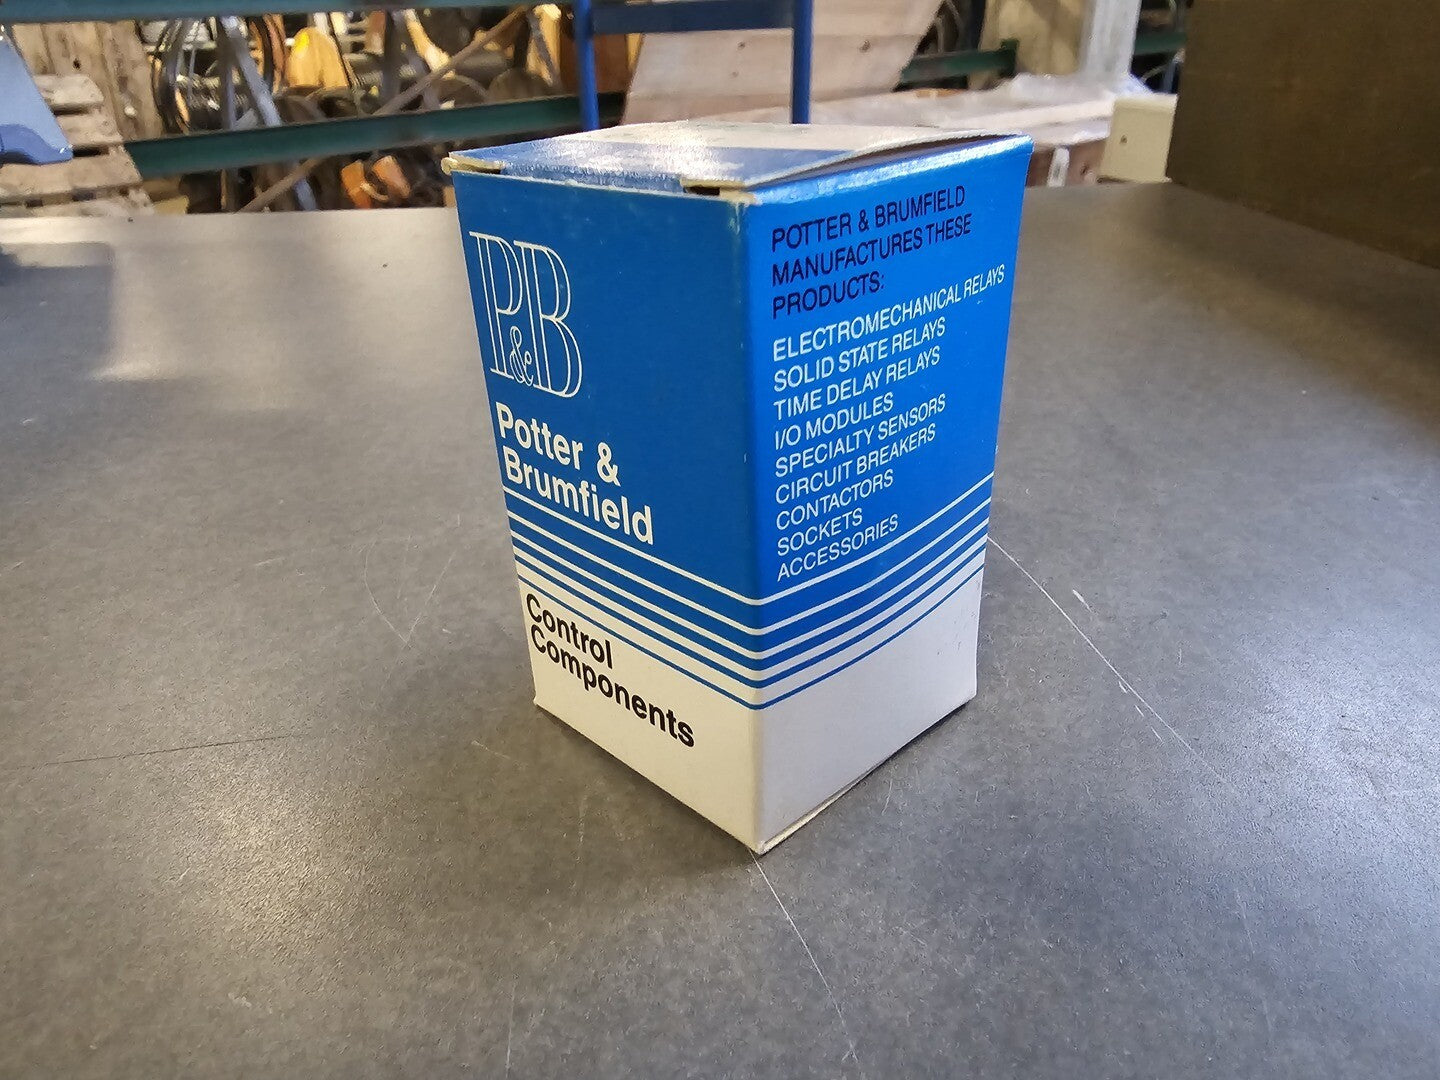 P&B
Potter &
Brumfield
Control
Components
POTTER & BRUMFIELD
MANUFACTURES THESE
PRODUCTS:
ELECTROMECHANICAL RELAYS
SOLID STATE RELAYS
TIME DELAY RELAYS
I/O MODULES
SPECIALTY SENSORS
CIRCUIT BREAKERS
CONTACTORS
SOCKETS
ACCESSORIES